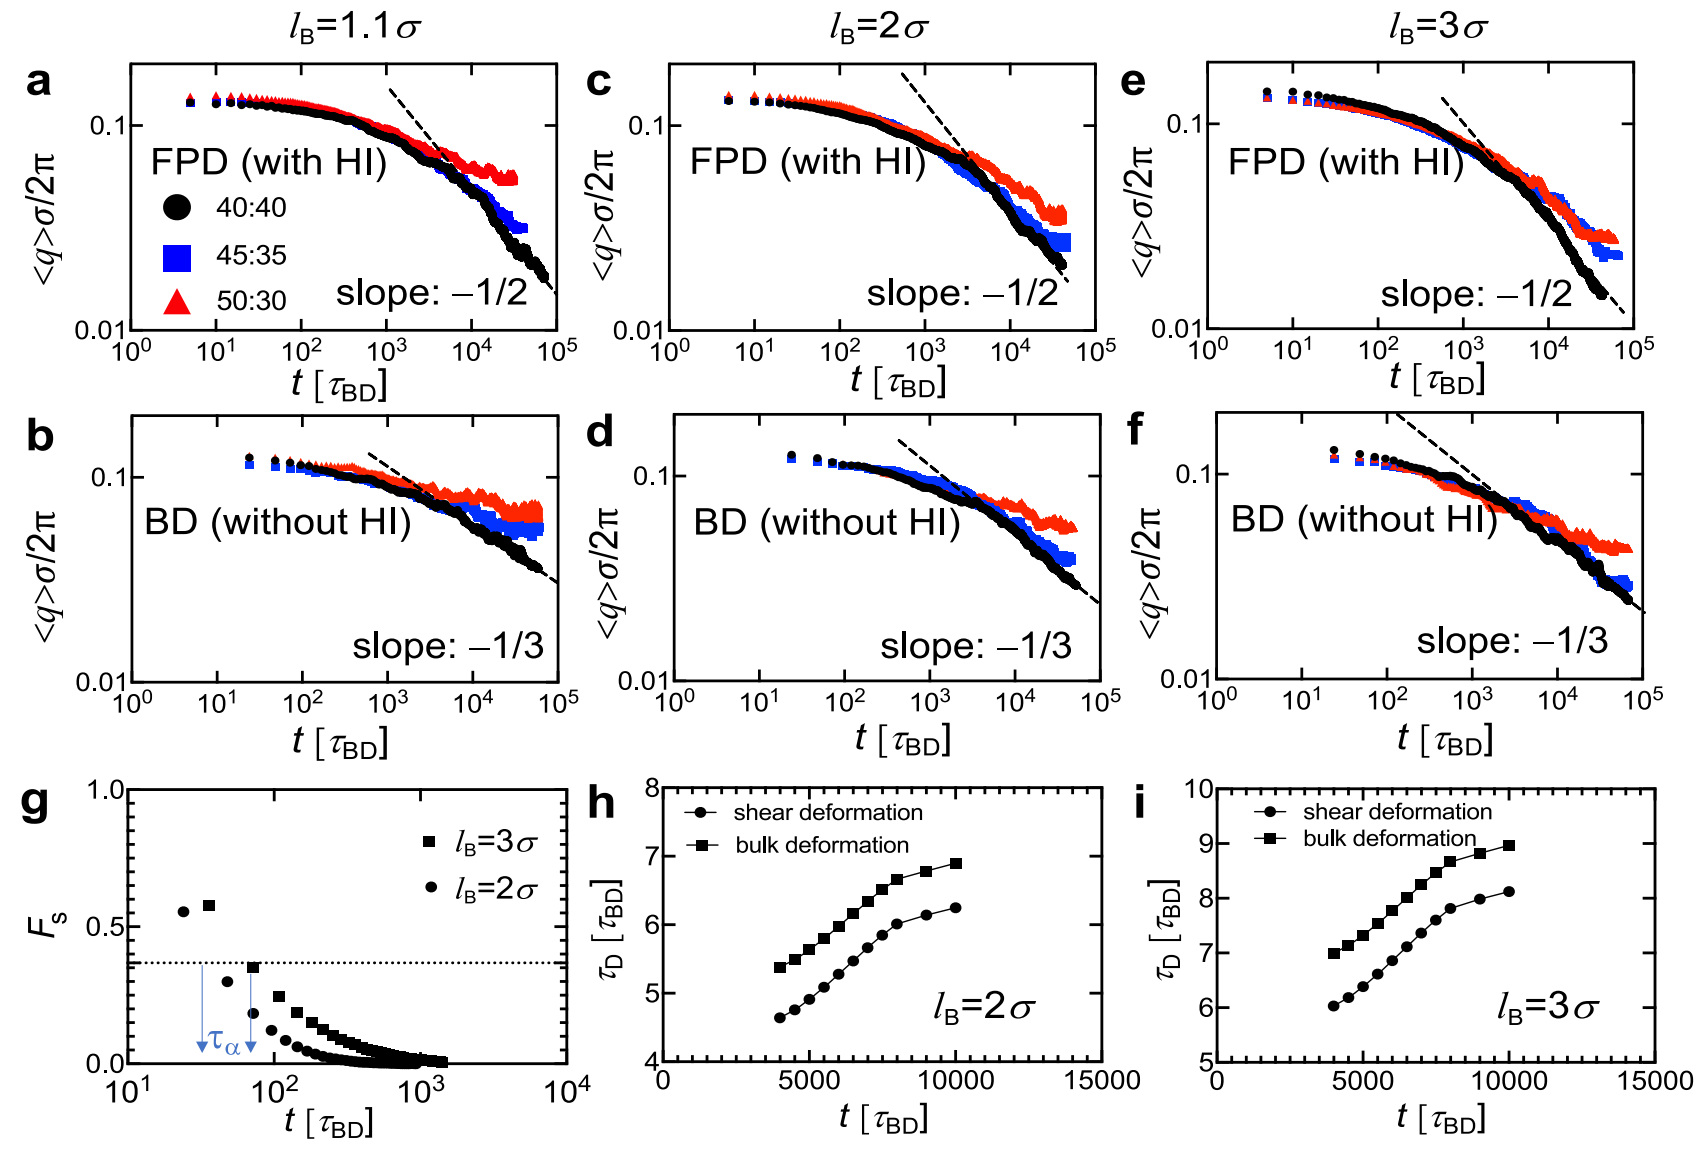 l_B=1.1σ
l_B=2σ
l_B=3σ
a
0.1
0.01
<q>σ/2π
FPD (with HI)
40:40
45:35
50:30
slope: −1/2
10^0 10^1 10^2 10^3 10^4 10^5
t [τ_BD]
c
0.1
0.01
<q>σ/2π
FPD (with HI)
slope: −1/2
10^0 10^1 10^2 10^3 10^4 10^5
t [τ_BD]
e
0.1
0.01
<q>σ/2π
FPD (with HI)
slope: −1/2
10^0 10^1 10^2 10^3 10^4 10^5
t [τ_BD]
b
0.1
0.01
<q>σ/2π
BD (without HI)
slope: −1/3
10^0 10^1 10^2 10^3 10^4 10^5
t [τ_BD]
d
0.1
0.01
<q>σ/2π
BD (without HI)
slope: −1/3
10^0 10^1 10^2 10^3 10^4 10^5
t [τ_BD]
f
0.1
0.01
<q>σ/2π
BD (without HI)
slope: −1/3
10^0 10^1 10^2 10^3 10^4 10^5
t [τ_BD]
g
1.0
0.5
0.0
F_s
l_B=3σ
l_B=2σ
τ_α
10^1 10^2 10^3 10^4
t [τ_BD]
h
8
7
6
5
4
τ_D [τ_BD]
shear deformation
bulk deformation
l_B=2σ
0 5000 10000 15000
t [τ_BD]
i
10
9
8
7
6
5
τ_D [τ_BD]
shear deformation
bulk deformation
l_B=3σ
0 5000 10000 15000
t [τ_BD]